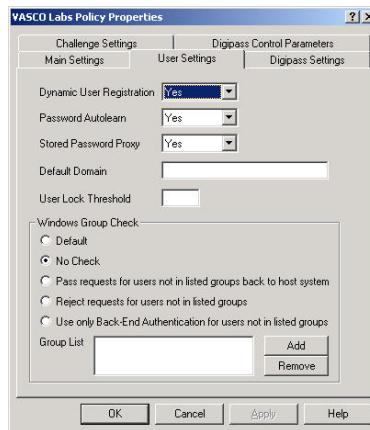 VASCO Labs Policy Properties
Challenge Settings
Digipass Control Parameters
Main Settings
User Settings
Digipass Settings
Dynamic User Registration Yes
Password Autolearn Yes
Stored Password Proxy Yes
Default Domain
User Lock Threshold
Windows Group Check
Default
No Check
Pass requests for users not in listed groups back to host system
Reject requests for users not in listed groups
Use only Back-End Authentication for users not in listed groups
Group List
Add
Remove
OK
Cancel
Apply
Help